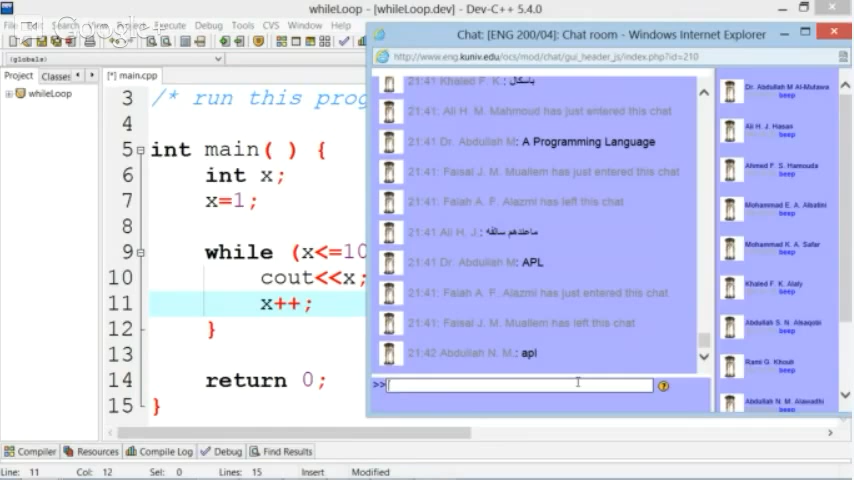 whileLoop - [whileLoop.dev] - Dev-C++ 5.4.0
File Edit Search View Project Execute Debug Tools CVS Window Help
(globals)
Project Classes
[*] main.cpp
whileLoop
3 /* run this prog
4
5 int main( ) {
6 int x;
7 x=1;
8
9 while (x<=10
10 cout<<x;
11 x++;
12 }
13
14 return 0;
15 }
Compiler Resources Compile Log Debug Find Results
Line: 11 Col: 12 Sel: 0 Lines: 15 Insert Modified
Chat: [ENG 200/04]: Chat room - Windows Internet Explorer
http://www.eng.kuniv.edu/ocs/mod/chat/gui_header_js/index.php?id=210
21:41 Khaled F. K.: باسكال
21:41: Ali H. M. Mahmoud has just entered this chat
21:41 Dr. Abdullah M: A Programming Language
21:41: Faisal J. M. Muallem has just entered this chat
21:41: Falah A. F. Alazmi has left this chat
21:41 Ali H. J.: ماعندهم سالفه
21:41 Dr. Abdullah M: APL
21:41: Falah A. F. Alazmi has just entered this chat
21:41: Faisal J. M. Muallem has left this chat
21:42 Abdullah N. M.: apl
>>
Dr. Abdullah M Al-Mutawa
beep
Ali H. J. Hasan
beep
Ahmed F. S. Hamouda
beep
Mohammad E. A. Albatini
beep
Mohammad K. A. Safar
beep
Khaled F. K. Alaty
beep
Abdullah S. N. Alsaqobi
beep
Rami G. Khouri
beep
Abdullah N. M. Alawadhi
beep